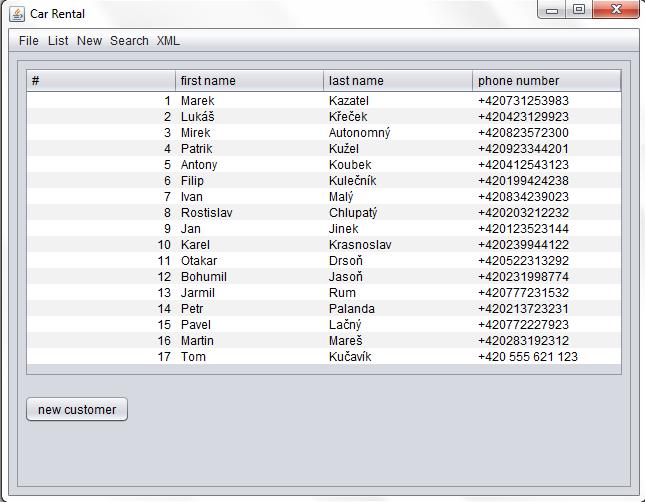 Car Rental
File List New Search XML
# first name last name phone number
1 Marek Kazatel +420731253983
2 Lukáš Křeček +420423129923
3 Mirek Autonomný +420823572300
4 Patrik Kužel +420923344201
5 Antony Koubek +420412543123
6 Filip Kulečník +420199424238
7 Ivan Malý +420834239023
8 Rostislav Chlupatý +420203212232
9 Jan Jinek +420123523144
10 Karel Krasnoslav +420239944122
11 Otakar Drsoň +420522313292
12 Bohumil Jasoň +420231998774
13 Jarmil Rum +420777231532
14 Petr Palanda +420213723231
15 Pavel Lačný +420772227923
16 Martin Mareš +420283192312
17 Tom Kučavík +420 555 621 123
new customer